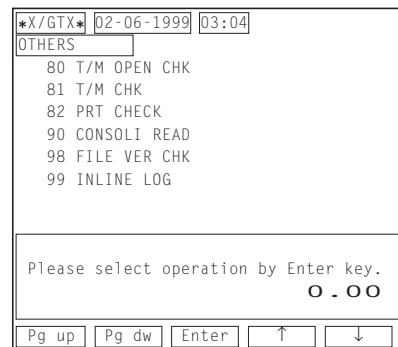 *X/GTX* 02-06-1999 03:04
OTHERS
80 T/M OPEN CHK
81 T/M CHK
82 PRT CHECK
90 CONSOLI READ
98 FILE VER CHK
99 INLINE LOG
Please select operation by Enter key.
0.00
Pg up Pg dw Enter ↑ ↓